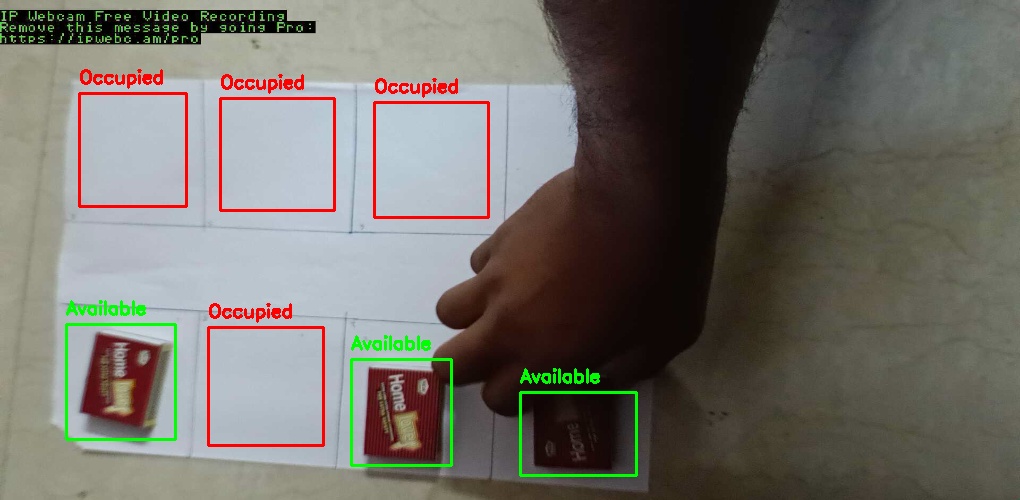 IP Webcam Free Video Recording
Remove this message by going Pro:
https://ipwebc.am/pro
Occupied
Occupied
Occupied
Available
Occupied
Available
Available
Home
Home
Home